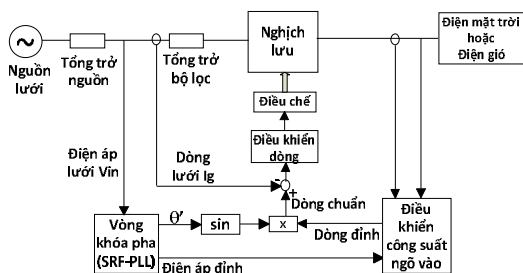 Nguồn lưới
Tổng trở
nguồn
Tổng trở
bộ lọc
Nghịch
lưu
Điện mặt trời
hoặc
Điện gió
Điều chế
Điều khiển
dòng
Điện áp
lưới Vin
Dòng
lưới Ig
-
+
Dòng chuẩn
Vòng
khóa pha
(SRF-PLL)
θ'
sin
x
Dòng đỉnh
Điều
khiển
công suất
ngõ vào
Điện áp đỉnh